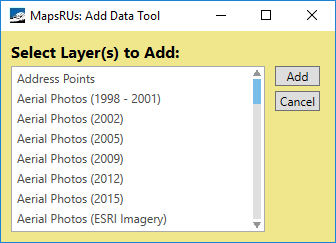 MapsRUs: Add Data Tool
Select Layer(s) to Add:
Address Points
Add
Aerial Photos (1998 - 2001)
Cancel
Aerial Photos (2002)
Aerial Photos (2005)
Aerial Photos (2009)
Aerial Photos (2012)
Aerial Photos (2015)
Aerial Photos (ESRI Imagery)